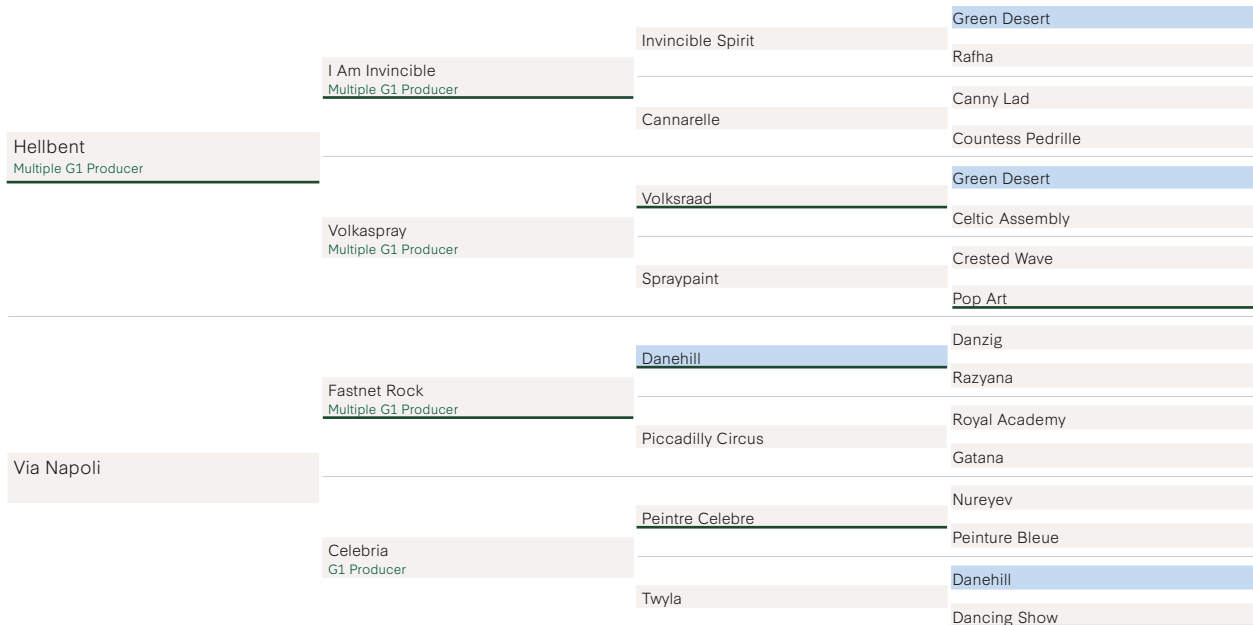 Green Desert
Invincible Spirit
Rafha
I Am Invincible
Multiple G1 Producer
Canny Lad
Cannarelle
Countess Pedrille
Hellbent
Multiple G1 Producer
Green Desert
Volksraad
Celtic Assembly
Volkaspray
Multiple G1 Producer
Crested Wave
Spraypaint
Pop Art
Danzig
Danehill
Razyana
Fastnet Rock
Multiple G1 Producer
Royal Academy
Piccadilly Circus
Gatana
Via Napoli
Nureyev
Peintre Celebre
Peinture Bleue
Celebria
G1 Producer
Danehill
Twyla
Dancing Show